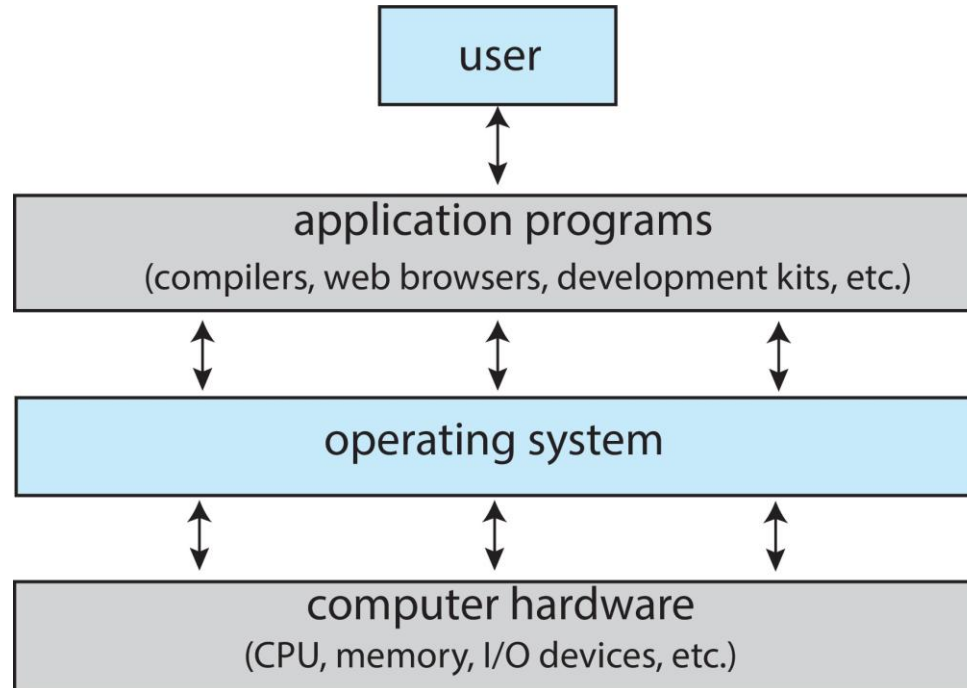 user
application programs
(compilers, web browsers, development kits, etc.)
operating system
computer hardware
(CPU, memory, I/O devices, etc.)